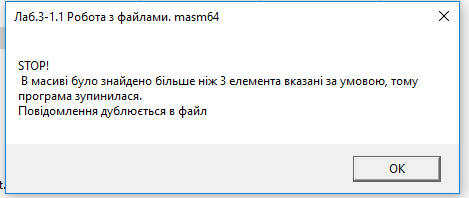 Лаб.3-1.1 Робота з файлами. masm64
STOP!
В масиві було знайдено більше ніж 3 елемента вказані за умовою, тому
програма зупинилася.
Повідомлення дублюється в файл
OK